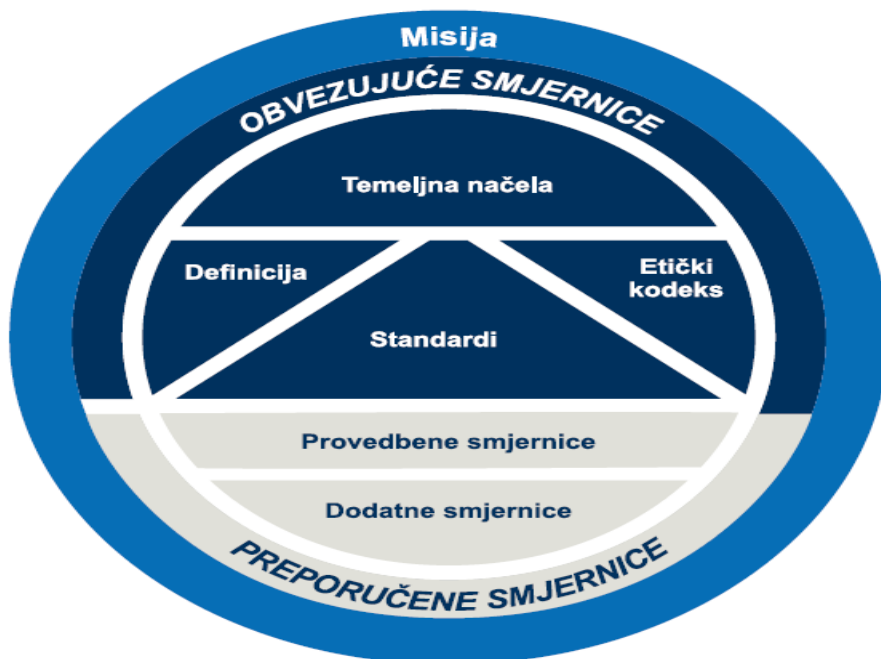 Misija
OBVEZUJUĆE SMJERNICE
Temeljna načela
Definicija
Etički
kodeks
Standardi
Provedbene smjernice
Dodatne smjernice
PREPORUČENE SMJERNICE